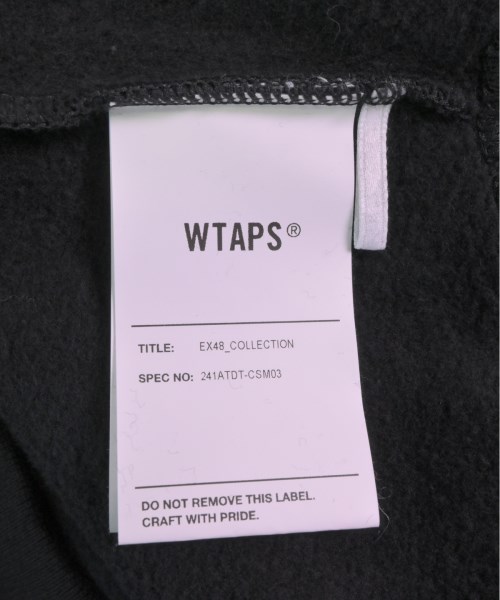 WTAPS®
TITLE: EX48_COLLECTION
SPEC NO: 241ATDT-CSM03
DO NOT REMOVE THIS LABEL.
CRAFT WITH PRIDE.